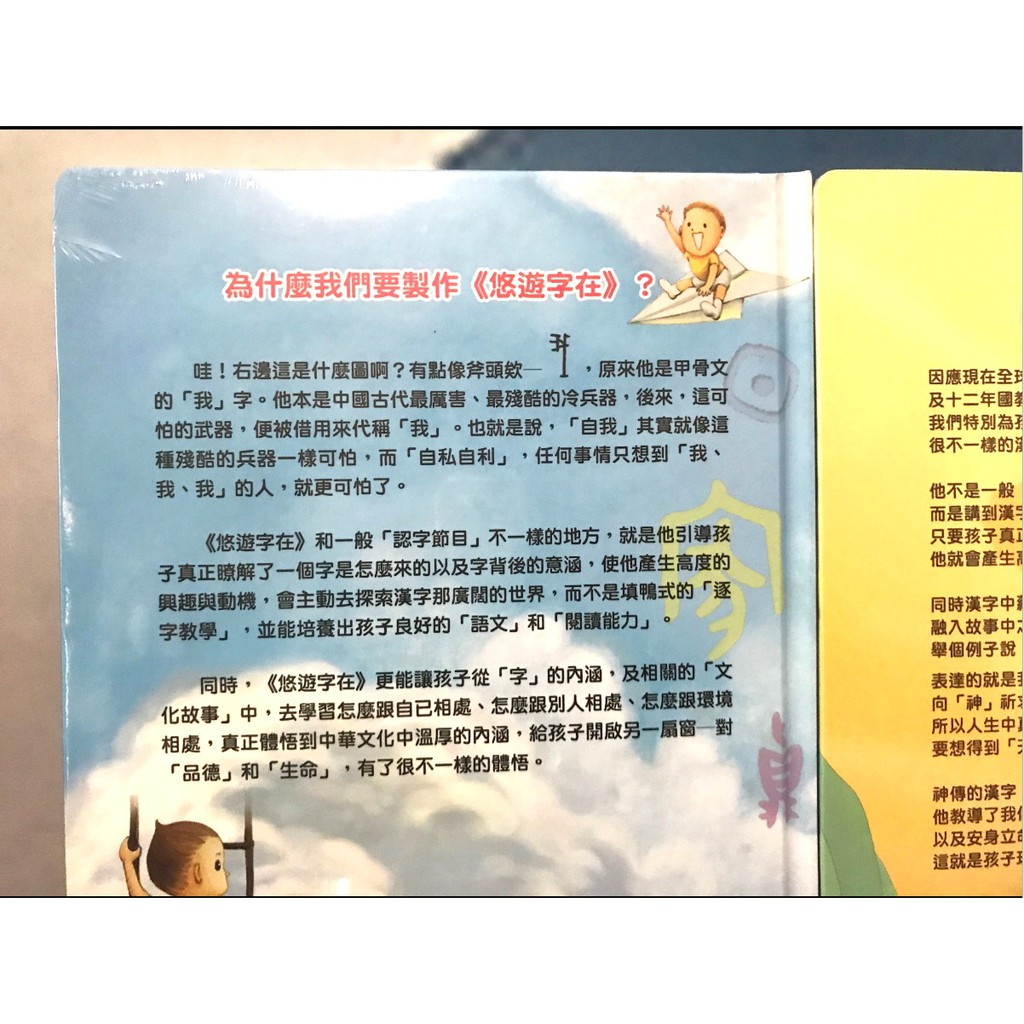 為什麼我們要製作《悠遊字在》？
哇！右邊這是什麼圖啊？有點像斧頭欸─ ，原來他是甲骨文
的「我」字。他本是中國古代最厲害、最殘酷的冷兵器，後來，這可
怕的武器，便被借用來代稱「我」。也就是說，「自我」其實就像這
種殘酷的兵器一樣可怕，而「自私自利」，任何事情只想到「我、
我、我」的人，就更可怕了。
《悠遊字在》和一般「認字節目」不一樣的地方，就是他引導孩
子真正瞭解了一個字是怎麼來的以及字背後的意涵，使他產生高度的
興趣與動機，會主動去探索漢字那廣闊的世界，而不是填鴨式的「逐
字教學」，並能培養出孩子良好的「語文」和「閱讀能力」。
同時，《悠遊字在》更能讓孩子從「字」的內涵，及相關的「文
化故事」中，去學習怎麼跟自已相處、怎麼跟別人相處、怎麼跟環境
相處，真正體悟到中華文化中溫厚的內涵，給孩子開啟另一扇窗─對
「品德」和「生命」，有了很不一樣的體悟。
因應現在全球
及十二年國教
我們特別為孩
很不一樣的漢
他不是一般
而是講到漢字
只要孩子真正
他就會產生高
同時漢字中藏
融入故事中之
舉個例子說
表達的就是我
向「神」祈求
所以人生中真
要想得到「天
神傳的漢字
他教導了我們
以及安身立命
這就是孩子